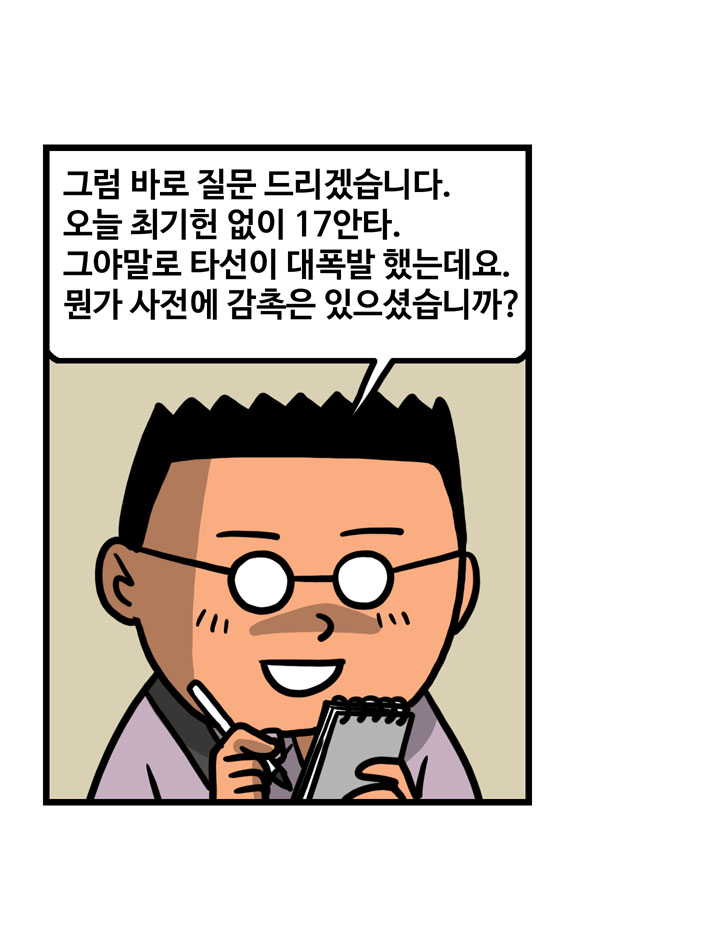 그럼 바로 질문 드리겠습니다.
오늘 최기헌 없이 17안타.
그야말로 타선이 대폭발 했는데요.
뭔가 사전에 감촉은 있으셨습니까?